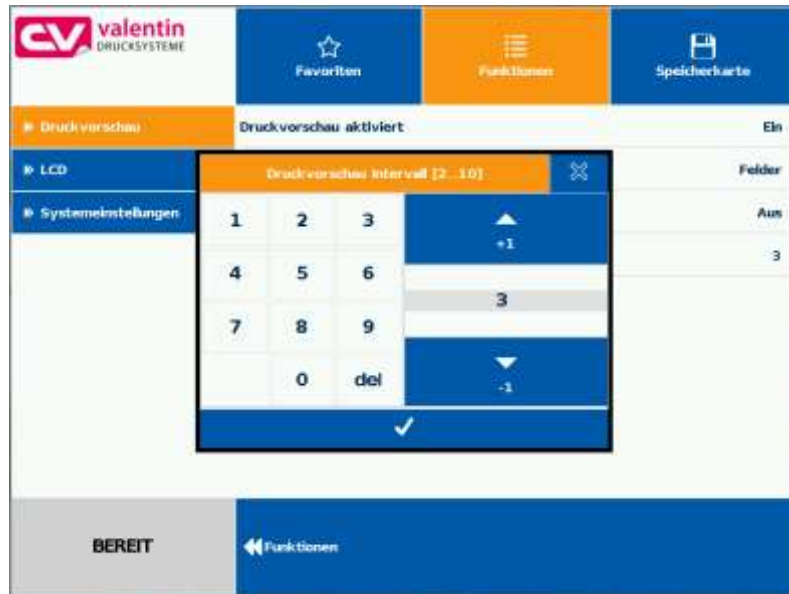 valentin
DRUCKSYSTEME
Favoriten
Funktionen
Speicherkarte
Druckvorschau
Druckvorschau aktiviert
Ein
LCD
Felder
Systemeinstellungen
Aus
3
Druckvorschau Intervall [2..10]
1 2 3
+1
4 5 6
3
7 8 9
0 del
-1
BEREIT
Funktionen